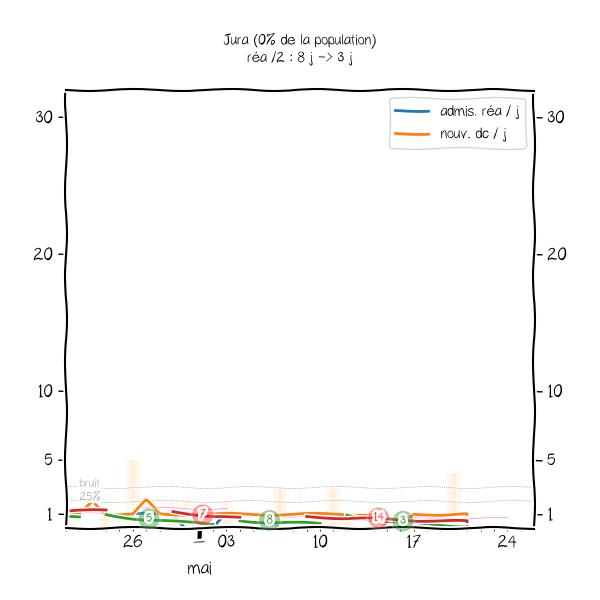 Jura (0% de la population)
réa /2 : 8 j -> 3 j
admis. réa / j
nouv. dc / j
30 30
20 20
10 10
5 5
bruit
25%
1 1
5 7 8 14 3
26 03 10 17 24
mai